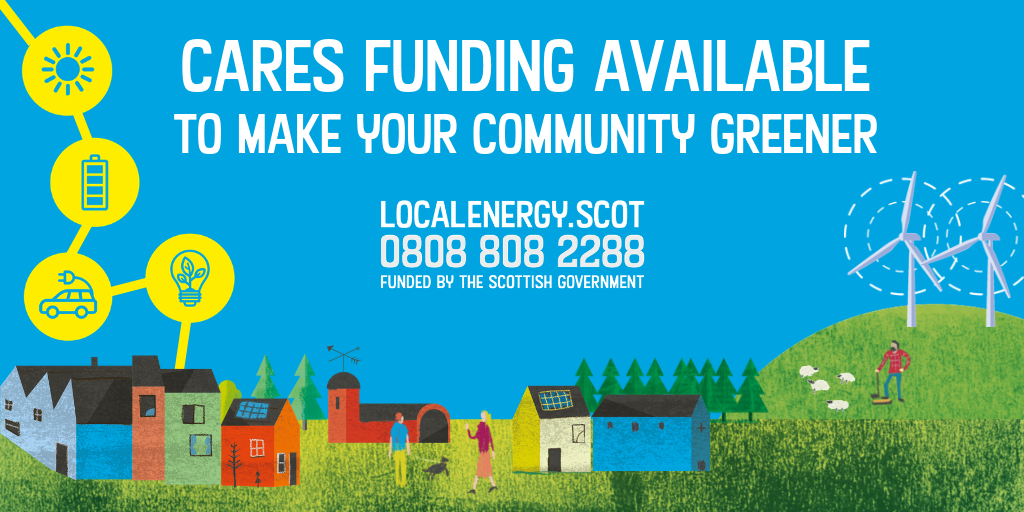 CARES FUNDING AVAILABLE
TO MAKE YOUR COMMUNITY GREENER
LOCALENERGY.SCOT
0808 808 2288
FUNDED BY THE SCOTTISH GOVERNMENT